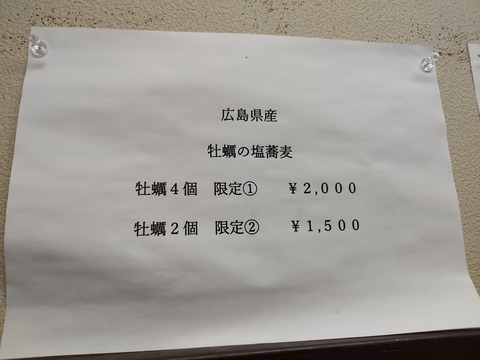 広島県産
牡蠣の塩蕎麦
牡蠣４個　限定①　￥２,０００
牡蠣２個　限定②　￥１,５００